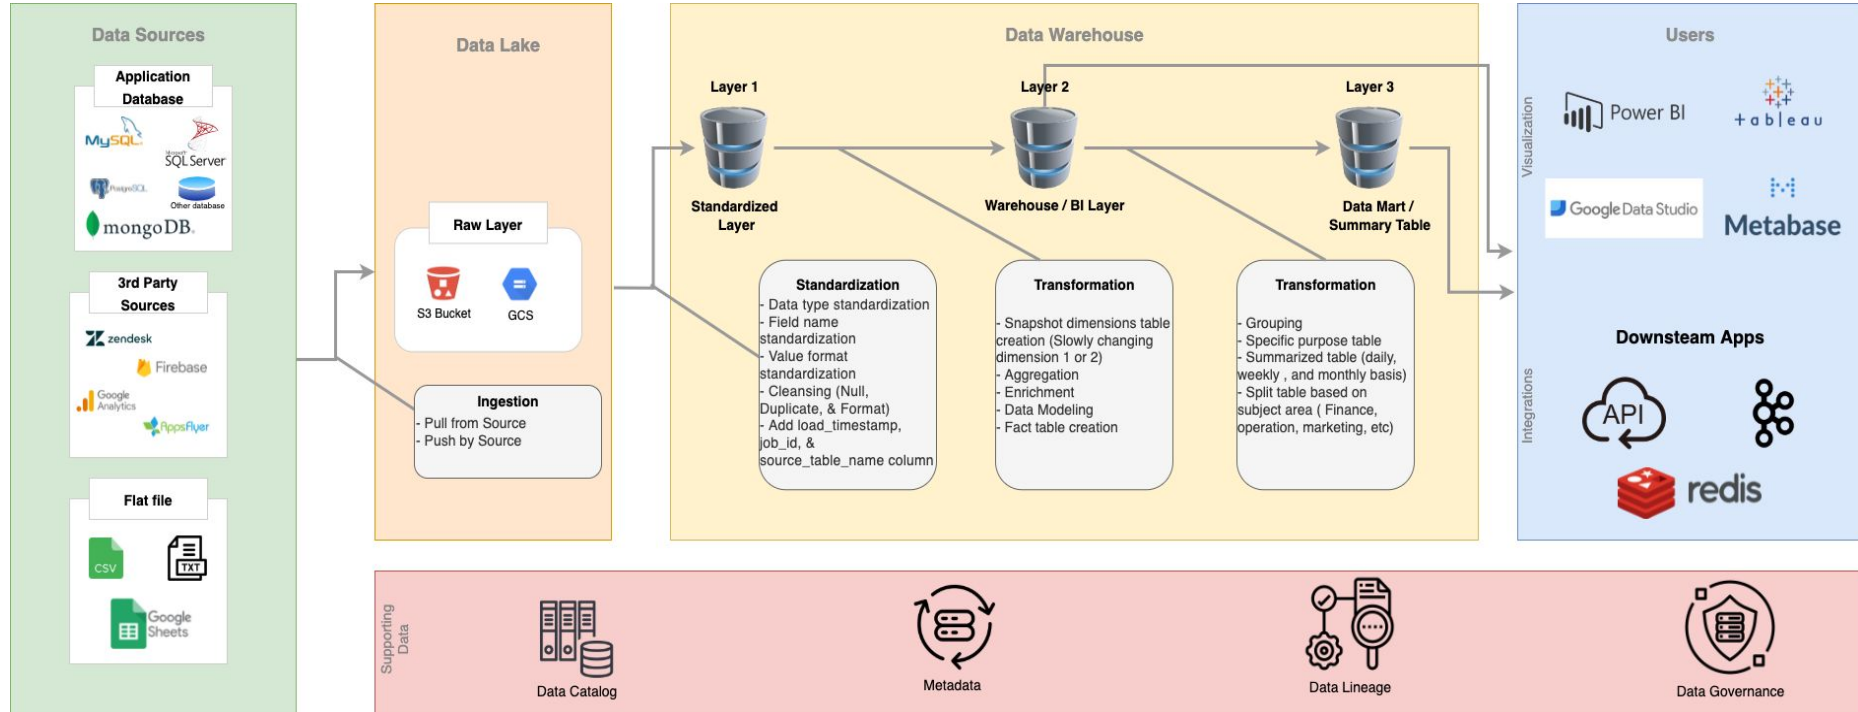 Data Sources
Application
Database
MySQL
Microsoft
SQL Server
PostgreSQL
Other database
mongoDB
3rd Party
Sources
zendesk
Firebase
Google
Analytics
AppsFlyer
Flat file
CSV
TXT
Google
Sheets
Data Lake
Raw Layer
S3 Bucket
GCS
Ingestion
- Pull from Source
- Push by Source
Data Warehouse
Layer 1
Standardized
Layer
Layer 2
Warehouse / BI Layer
Layer 3
Data Mart /
Summary Table
Standardization
- Data type standardization
- Field name
standardization
- Value format
standardization
- Cleansing (Null,
Duplicate, & Format)
- Add load_timestamp,
job_id, &
source_table_name column
Transformation
- Snapshot dimensions table
creation (Slowly changing
dimension 1 or 2)
- Aggregation
- Enrichment
- Data Modeling
- Fact table creation
Transformation
- Grouping
- Specific purpose table
- Summarized table (daily,
weekly , and monthly basis)
- Split table based on
subject area ( Finance,
operation, marketing, etc)
Users
Visualization
Power BI
+ableau
Google Data Studio
Metabase
Downsteam Apps
Integrations
API
redis
Supporting
Data
Data Catalog
Metadata
Data Lineage
Data Governance